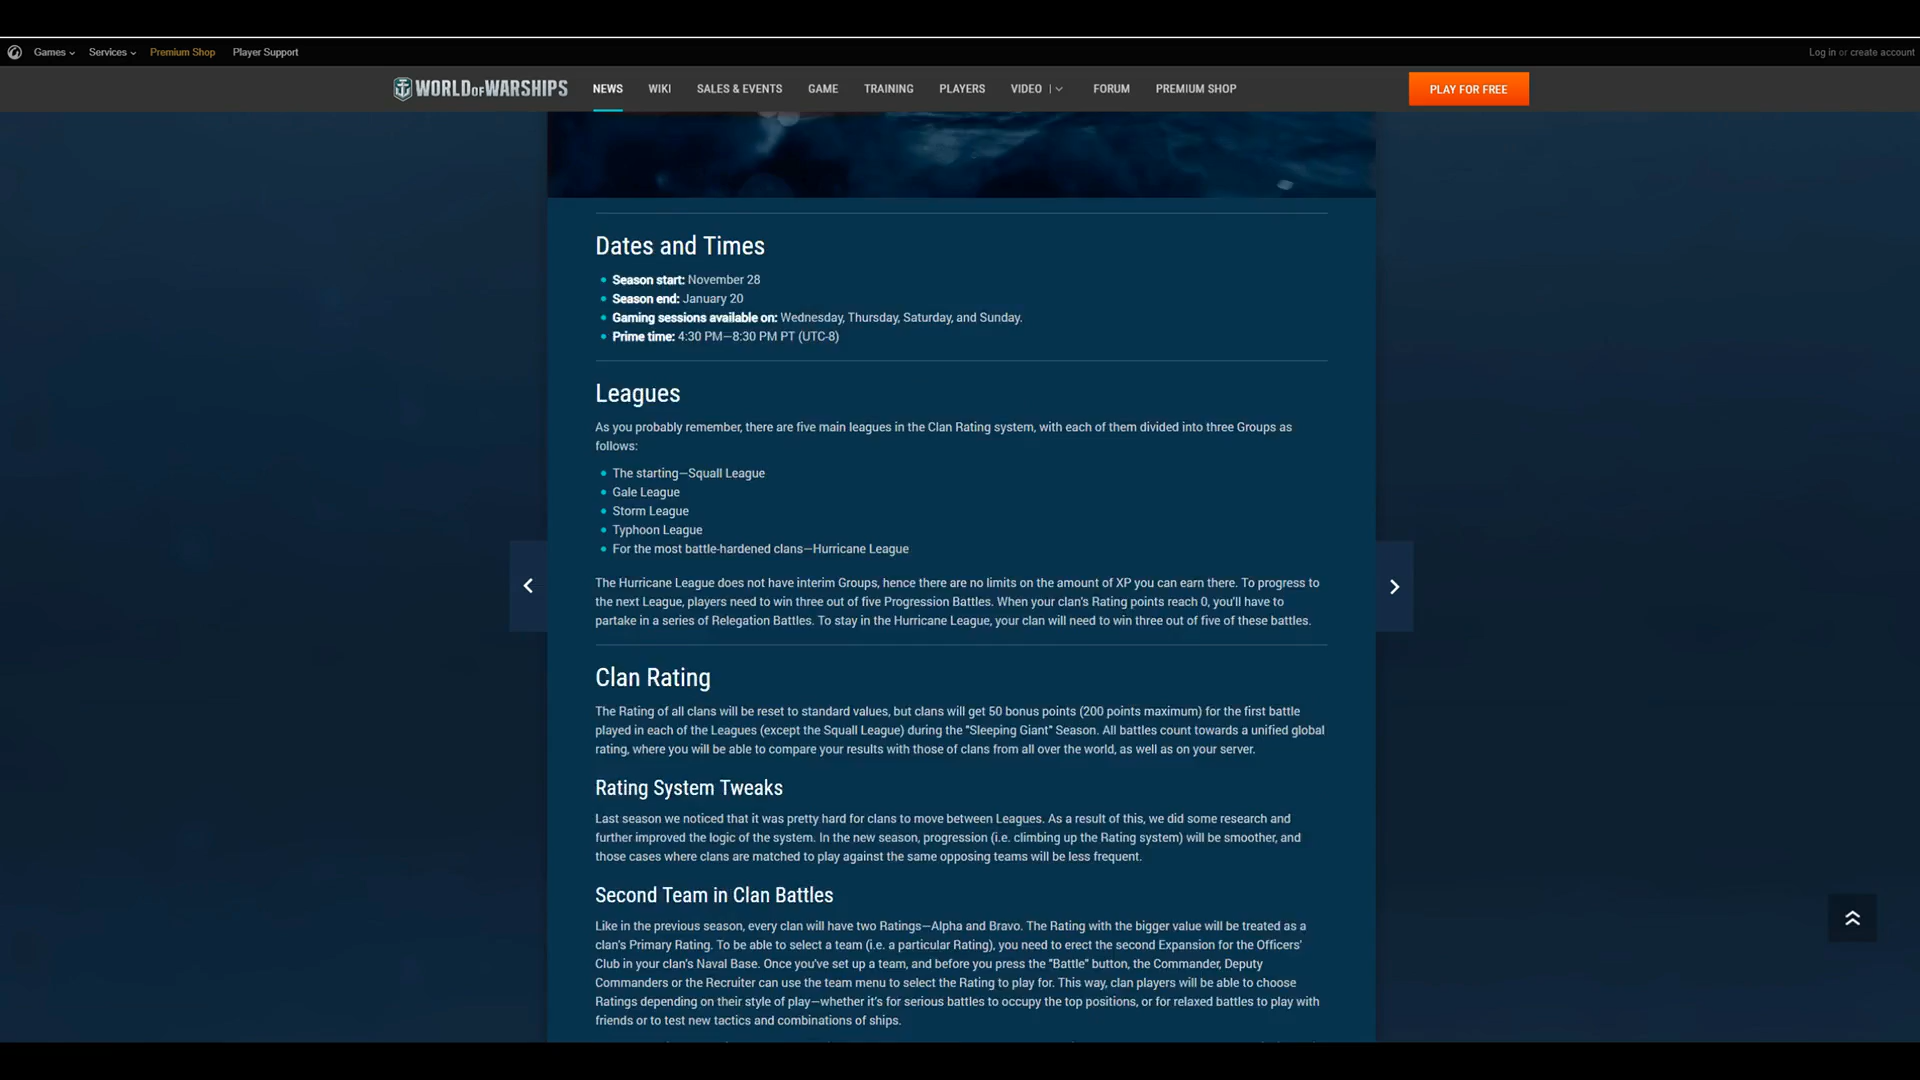 Games Services Premium Shop Player Support
Log in or create account
WORLD OF WARSHIPS NEWS WIKI SALES & EVENTS GAME TRAINING PLAYERS VIDEO FORUM PREMIUM SHOP PLAY FOR FREE
Dates and Times
Season start: November 28
Season end: January 20
Gaming sessions available on: Wednesday, Thursday, Saturday, and Sunday.
Prime time: 4:30 PM—8:30 PM PT (UTC-8)
Leagues
As you probably remember, there are five main leagues in the Clan Rating system, with each of them divided into three Groups as
follows:
The starting—Squall League
Gale League
Storm League
Typhoon League
For the most battle-hardened clans—Hurricane League
The Hurricane League does not have interim Groups, hence there are no limits on the amount of XP you can earn there. To progress to
the next League, players need to win three out of five Progression Battles. When your clan's Rating points reach 0, you'll have to
partake in a series of Relegation Battles. To stay in the Hurricane League, your clan will need to win three out of five of these battles.
Clan Rating
The Rating of all clans will be reset to standard values, but clans will get 50 bonus points (200 points maximum) for the first battle
played in each of the Leagues (except the Squall League) during the "Sleeping Giant" Season. All battles count towards a unified global
rating, where you will be able to compare your results with those of clans from all over the world, as well as on your server.
Rating System Tweaks
Last season we noticed that it was pretty hard for clans to move between Leagues. As a result of this, we did some research and
further improved the logic of the system. In the new season, progression (i.e. climbing up the Rating system) will be smoother, and
those cases where clans are matched to play against the same opposing teams will be less frequent.
Second Team in Clan Battles
Like in the previous season, every clan will have two Ratings—Alpha and Bravo. The Rating with the bigger value will be treated as a
clan's Primary Rating. To be able to select a team (i.e. a particular Rating), you need to erect the second Expansion for the Officers'
Club in your clan's Naval Base. Once you've set up a team, and before you press the "Battle" button, the Commander, Deputy
Commanders or the Recruiter can use the team menu to select the Rating to play for. This way, clan players will be able to choose
Ratings depending on their style of play—whether it's for serious battles to occupy the top positions, or for relaxed battles to play with
friends or to test new tactics and combinations of ships.